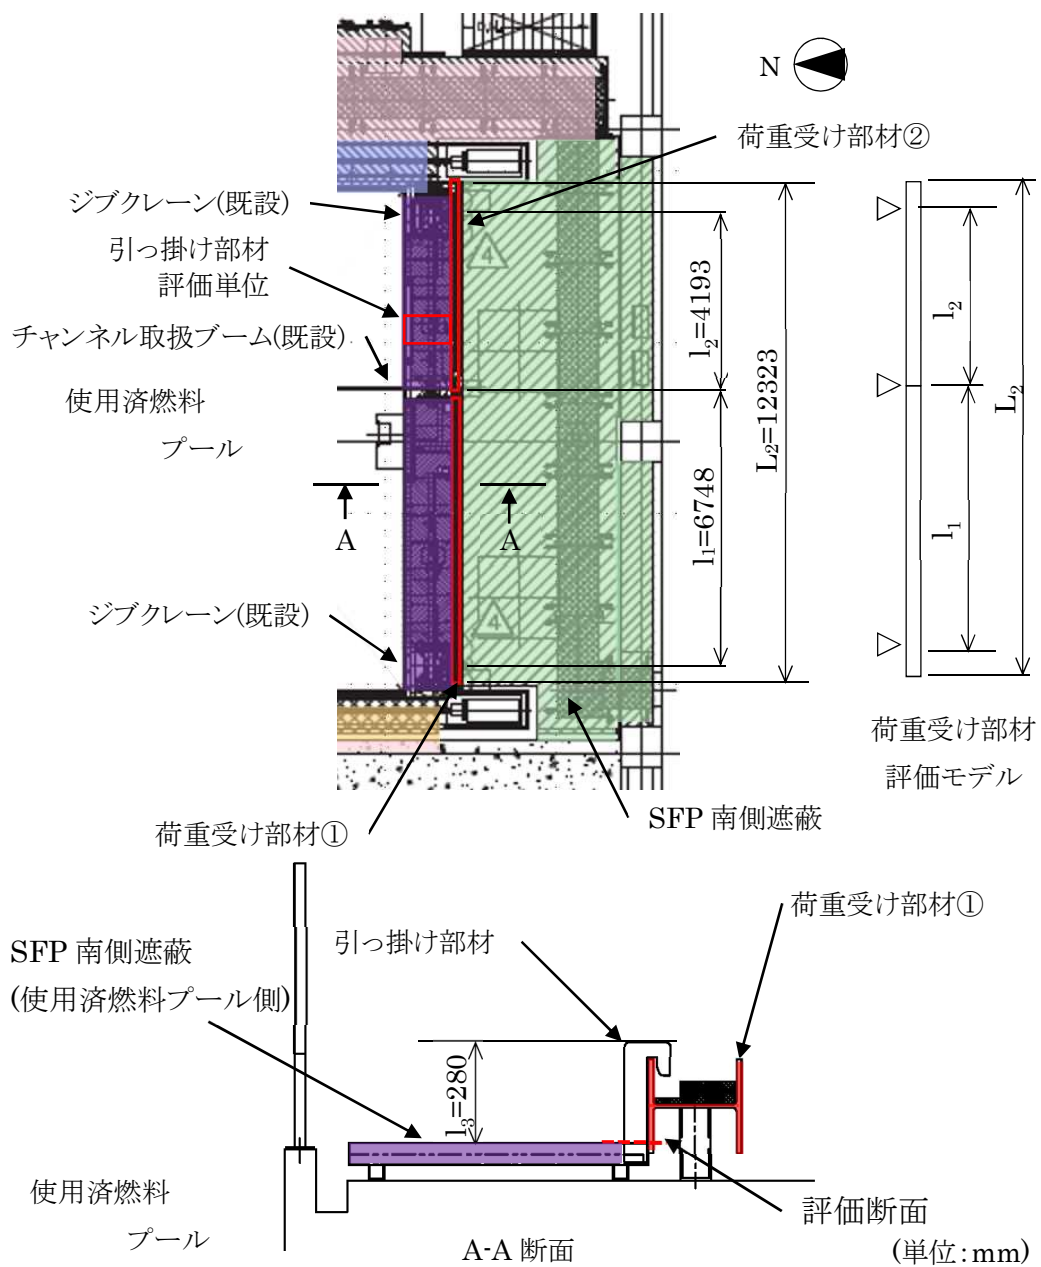 N
荷重受け部材②
ジブクレーン(既設)
引っ掛け部材
評価単位
チャンネル取扱ブーム(既設)
使用済燃料
プール
4
l2=4193
L2=12323
l1=6748
l2
L2
l1
A
A
ジブクレーン(既設)
4
荷重受け部材
評価モデル
SFP 南側遮蔽
荷重受け部材①
荷重受け部材①
引っ掛け部材
SFP 南側遮蔽
(使用済燃料プール側)
l3=280
使用済燃料
プール
評価断面
A-A 断面
(単位:mm)